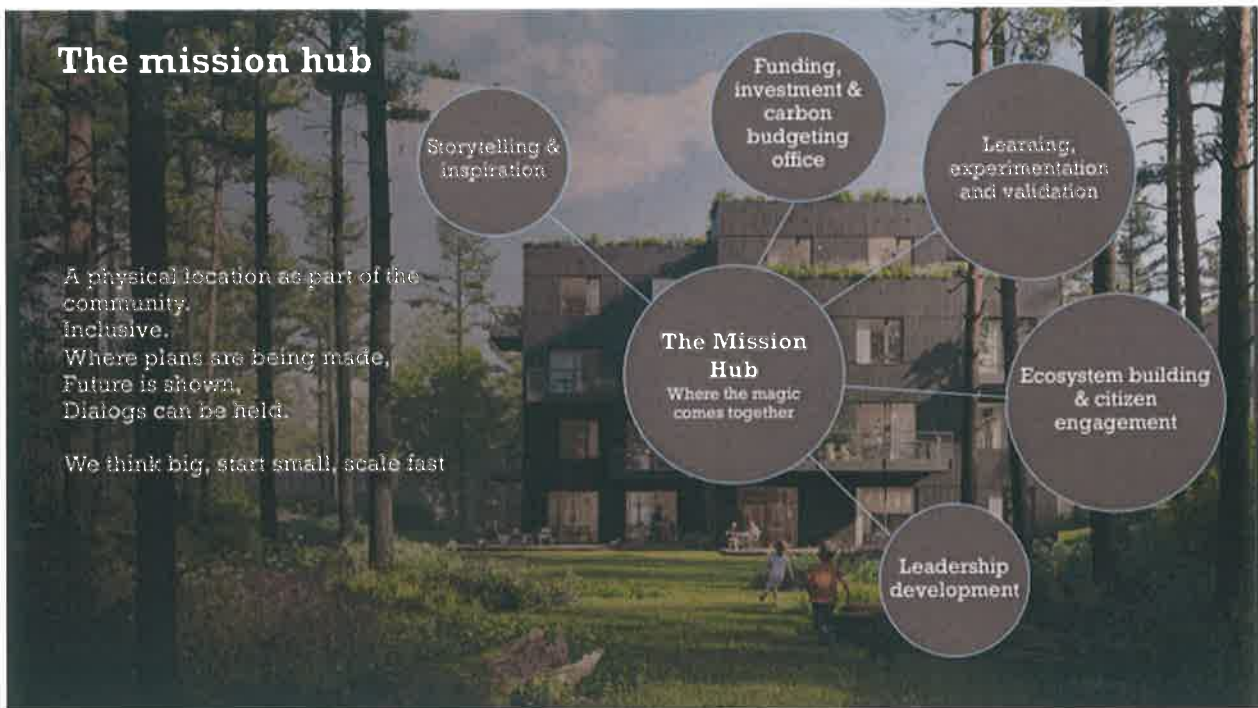 The mission hub
A physical location as part of the
community.
Inclusive.
Where plans are being made,
Future is shown,
Dialogs can be held.
We think big, start small, scale fast
Storytelling &
inspiration
Funding,
investment &
carbon
budgeting
office
Learning,
experimentation
and validation
The Mission
Hub
Where the magic
comes together
Ecosystem building
& citizen
engagement
Leadership
development